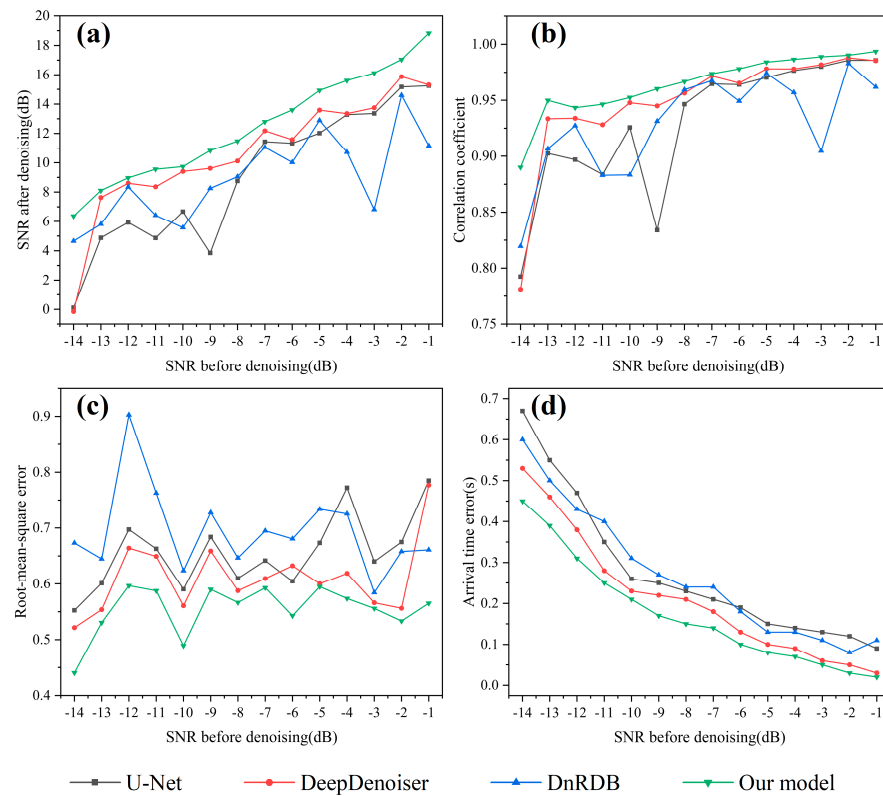 (a)
SNR after denoising(dB)
20
18
16
14
12
10
8
6
4
2
0
-14 -13 -12 -11 -10 -9 -8 -7 -6 -5 -4 -3 -2 -1
SNR before denoising(dB)
(b)
Correlation coefficient
1.00
0.95
0.90
0.85
0.80
0.75
-14 -13 -12 -11 -10 -9 -8 -7 -6 -5 -4 -3 -2 -1
SNR before denoising(dB)
(c)
Root-mean-square error
0.9
0.8
0.7
0.6
0.5
0.4
-14 -13 -12 -11 -10 -9 -8 -7 -6 -5 -4 -3 -2 -1
SNR before denoising(dB)
(d)
Arrival time error(s)
0.7
0.6
0.5
0.4
0.3
0.2
0.1
0.0
-14 -13 -12 -11 -10 -9 -8 -7 -6 -5 -4 -3 -2 -1
SNR before denoising(dB)
U-Net DeepDenoiser DnRDB Our model